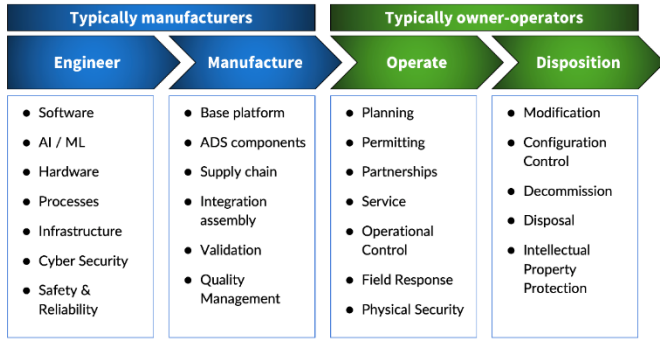 Typically manufacturers
Typically owner-operators
Engineer
Manufacture
Operate
Disposition
● Software
● AI / ML
● Hardware
● Processes
● Infrastructure
● Cyber Security
● Safety &
Reliability
● Base platform
● ADS components
● Supply chain
● Integration
assembly
● Validation
● Quality
Management
● Planning
● Permitting
● Partnerships
● Service
● Operational
Control
● Field Response
● Physical Security
● Modification
● Configuration
Control
● Decommission
● Disposal
● Intellectual
Property
Protection